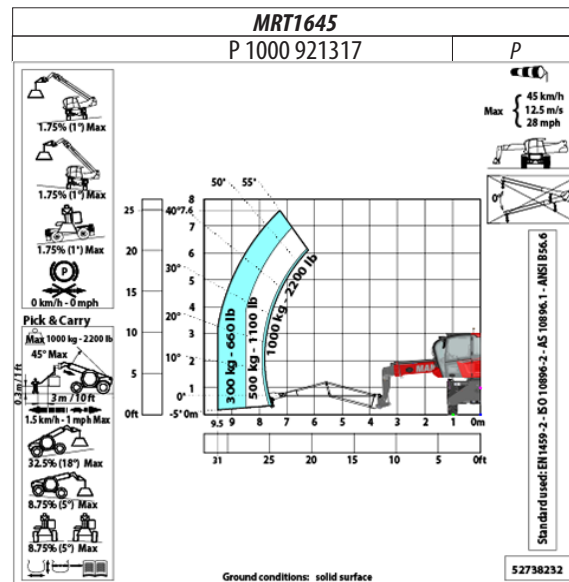 MRT1645
P 1000 921317
P
1.75% (1°) Max
1.75% (1°) Max
1.75% (1°) Max
P
0 km/h - 0 mph
Pick & Carry
Max 1000 kg - 2200 lb
45° Max
0.3 m / 1 ft
3 m / 10 ft
1.5 km/h - 1 mph Max
32.5% (18°) Max
8.75% (5°) Max
8.75% (5°) Max
Max
45 km/h
12.5 m/s
28 mph
0°
50°
55°
40°
30°
20°
10°
0°
-5°
25
20
15
10
5
0ft
8
7.6
7
6
5
4
3
2
1
0m
300 kg - 660 lb
500 kg - 1100 lb
1000 kg - 2200 lb
9,5 9 8 7 6 5 4 3 2 1 0m
31 25 20 15 10 5 0ft
Standard used: EN 1459-2 - ISO 10896-2 - AS 10896.1 - ANSI B56.6
Ground conditions: solid surface
52738232